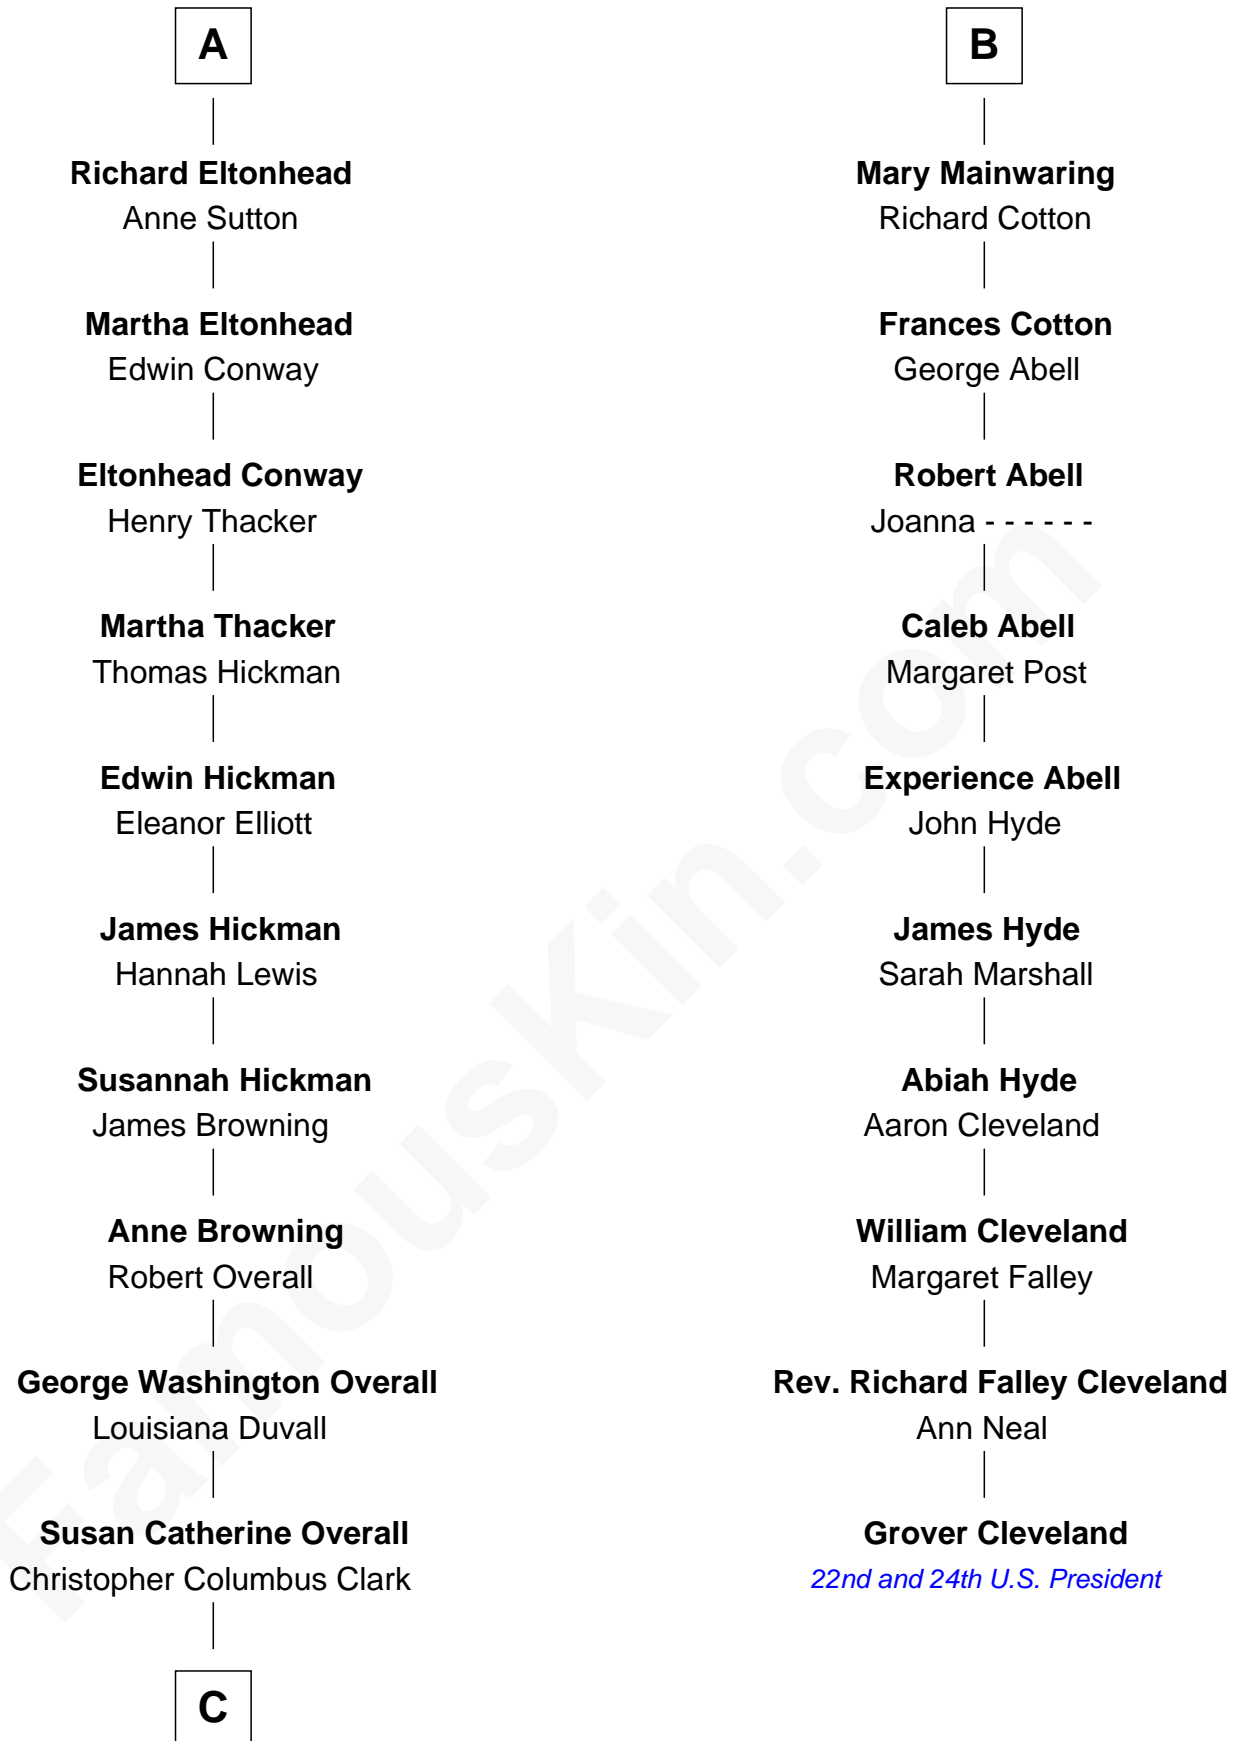 A
Richard Eltonhead
Anne Sutton
Martha Eltonhead
Edwin Conway
Eltonhead Conway
Henry Thacker
Martha Thacker
Thomas Hickman
Edwin Hickman
Eleanor Elliott
James Hickman
Hannah Lewis
Susannah Hickman
James Browning
Anne Browning
Robert Overall
George Washington Overall
Louisiana Duvall
Susan Catherine Overall
Christopher Columbus Clark
C
B
Mary Mainwaring
Richard Cotton
Frances Cotton
George Abell
Robert Abell
Joanna - - - - - -
Caleb Abell
Margaret Post
Experience Abell
John Hyde
James Hyde
Sarah Marshall
Abiah Hyde
Aaron Cleveland
William Cleveland
Margaret Falley
Rev. Richard Falley Cleveland
Ann Neal
Grover Cleveland
22nd and 24th U.S. President
FamousKin.com